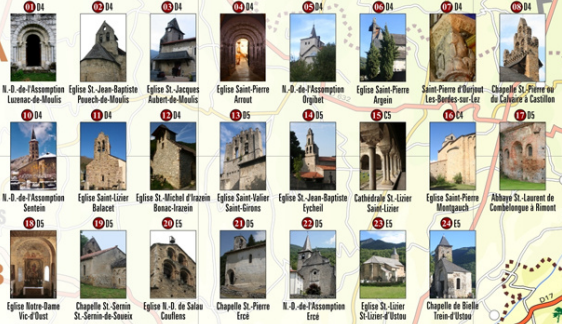 01 D4 02 D4 03 D4 04 D4 05 D4 06 D4 07 D4 08 D4
N.-D.-de-l'Assomption Eglise St.-Jean-Baptiste Eglise St.-Jacques Eglise Saint-Pierre N.-D.-de-l'Assomption Eglise Saint-Pierre Saint-Pierre d'Ourjout Chapelle St.-Pierre ou
Luzenac-de-Moulis Pouech-de-Moulis Aubert-de-Moulis Arrout Orgibet Argein Les-Bordes-sur-Lez du Calvaire à Castillon
10 D4 11 D4 12 D4 13 D5 14 D5 15 C5 16 C4 17 D5
N.-D.-de l'Assomption Eglise Saint-Lizier Eglise St.-Michel d'Irazein Eglise Saint-Valier Eglise St.-Jean-Baptiste Cathédrale St.-Lizier Eglise Saint-Pierre Abbaye St.-Laurent de
Sentein Balacet Bonac-Irazein Saint-Girons Eycheil Saint-Lizier Montgauch Combelongue à Rimont
18 D5 19 D5 20 E5 21 D5 22 D5 23 E5 24 E5
Eglise Notre-Dame Chapelle St.-Sernin Eglise N.-D. de Salau Chapelle St.-Pierre N.-D.-de-l'Assomption Eglise St.-Lizier Chapelle de Bielle
Vic-d'Oust St.-Sernin-de-Soueix Couflens Ercé Ercé St-Lizier-d'Ustou Trein-d'Ustou